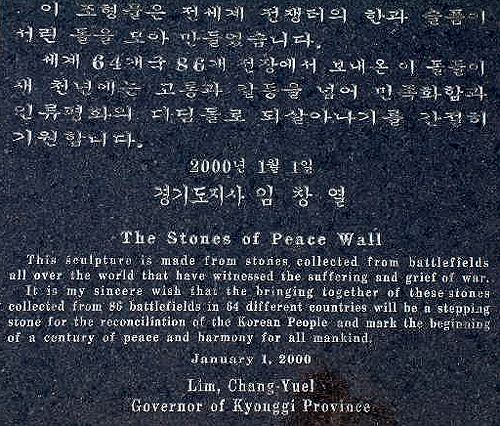 이 조형물은 전세계 전쟁터의 한과 슬픔이
서린 돌을 모아 만들었습니다.
세계 64개국 86개 전장에서 보내온 이 돌들이
새 천년에는 고통과 갈등을 넘어 민족화합과
인류평화의 디딤돌로 되살아나기를 간절히
기원합니다.
2000년 1월 1일
경기도지사 임 창 열
The Stones of Peace Wall
This sculpture is made from stones collected from battlefields
all over the world that have witnessed the suffering and grief of war.
It is my sincere wish that the bringing together of these stones
collected from 86 battlefields in 64 different countries will be a stepping
stone for the reconciliation of the Korean People and mark the beginning
of a century of peace and harmony for all mankind.
January 1, 2000
Lim, Chang-Yuel
Governor of Kyonggi Province